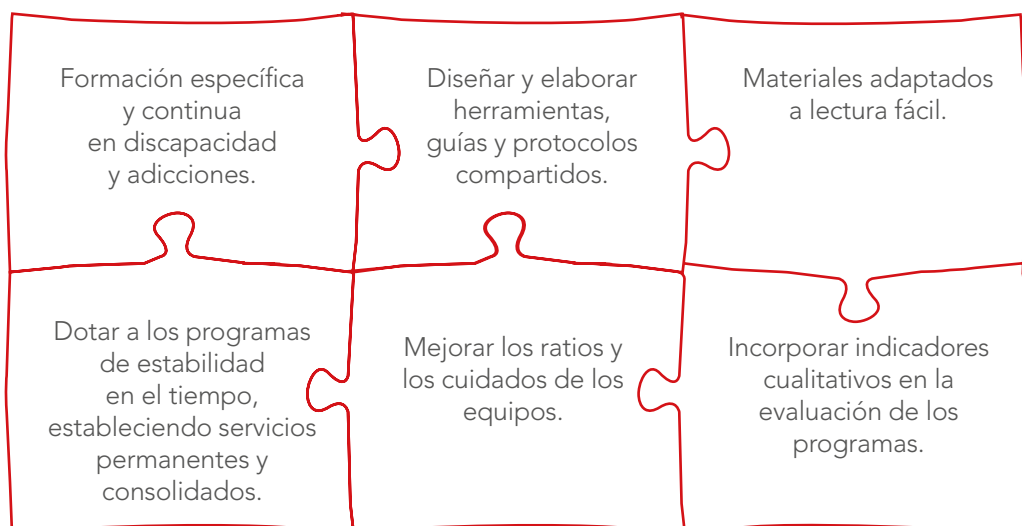 Formación específica
y continua
en discapacidad
y adicciones.
Diseñar y elaborar
herramientas,
guías y protocolos
compartidos.
Materiales adaptados
a lectura fácil.
Dotar a los programas
de estabilidad
en el tiempo,
estableciendo servicios
permanentes y
consolidados.
Mejorar los ratios y
los cuidados de los
equipos.
Incorporar indicadores
cualitativos en la
evaluación de los
programas.